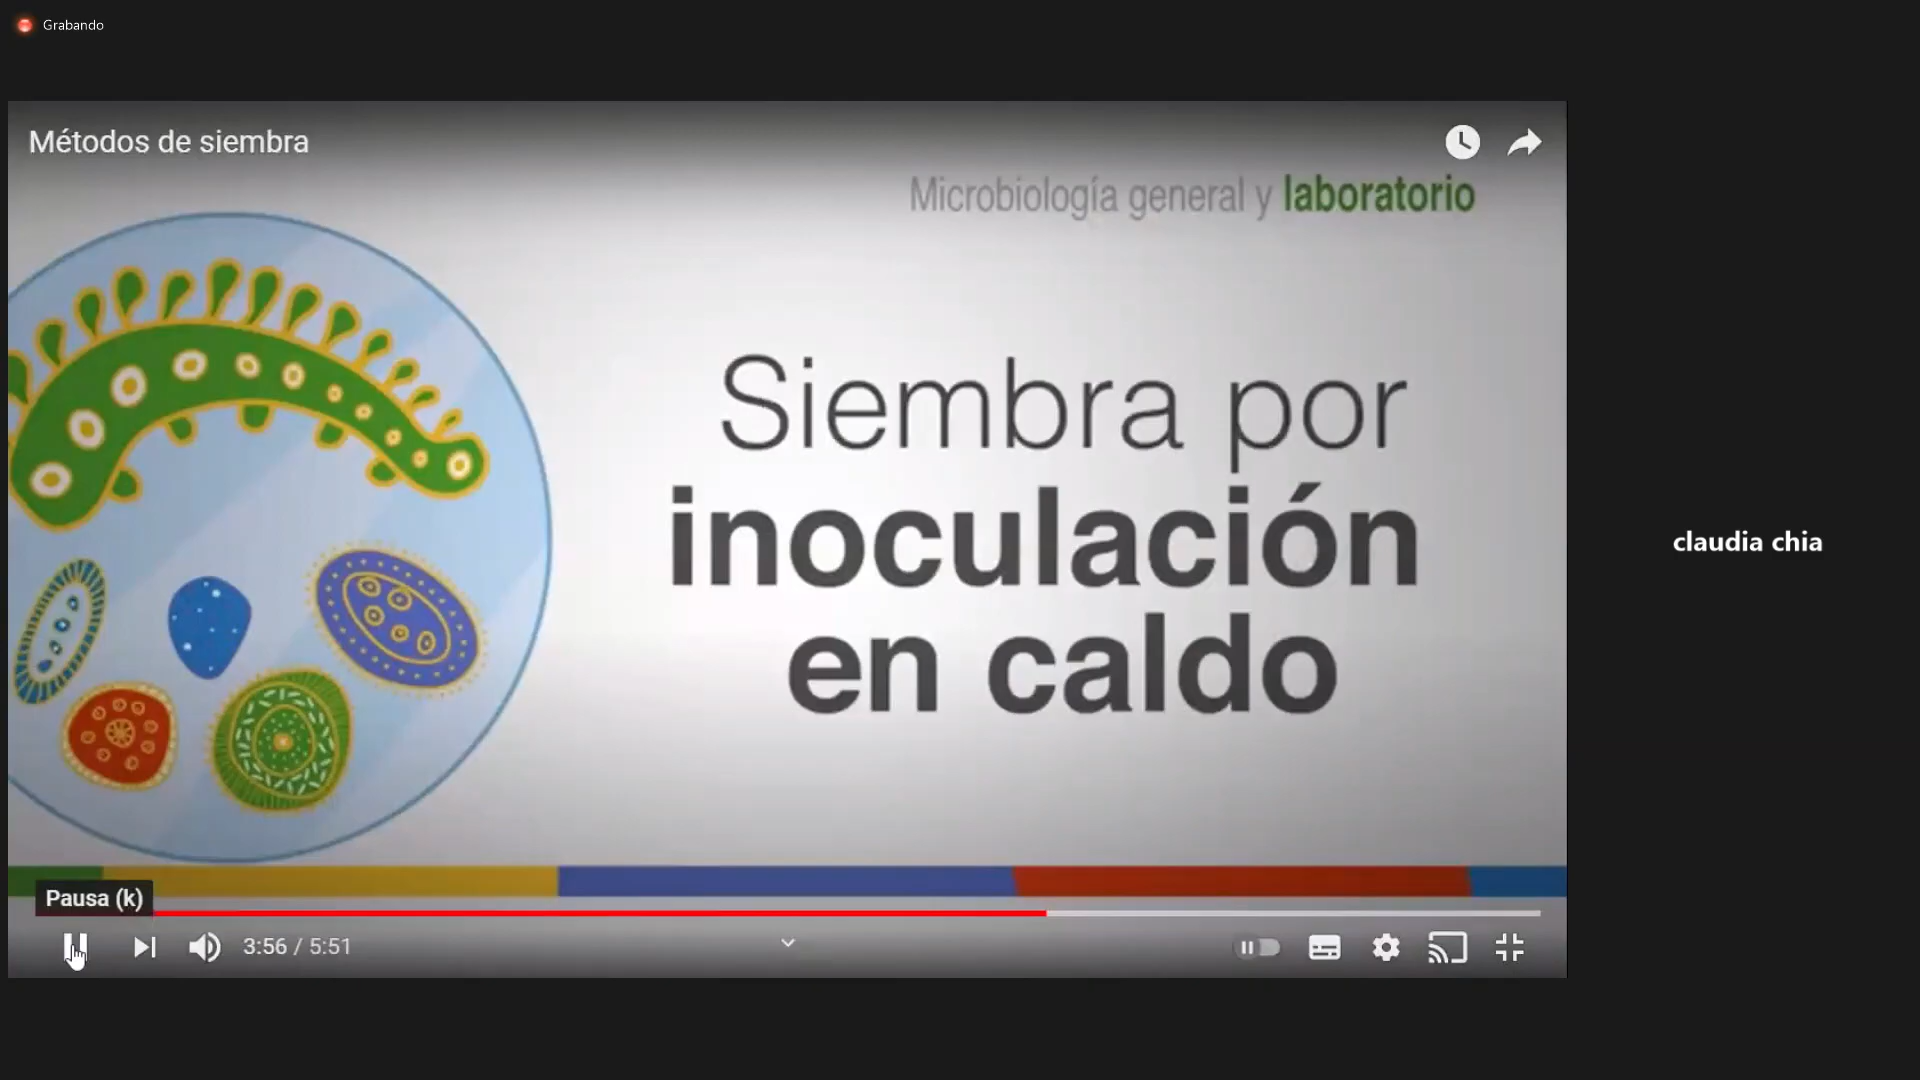 Grabando
Métodos de siembra
Microbiología general y laboratorio
Siembra por
inoculación
en caldo
claudia chia
Pausa (k)
3:56 / 5:51